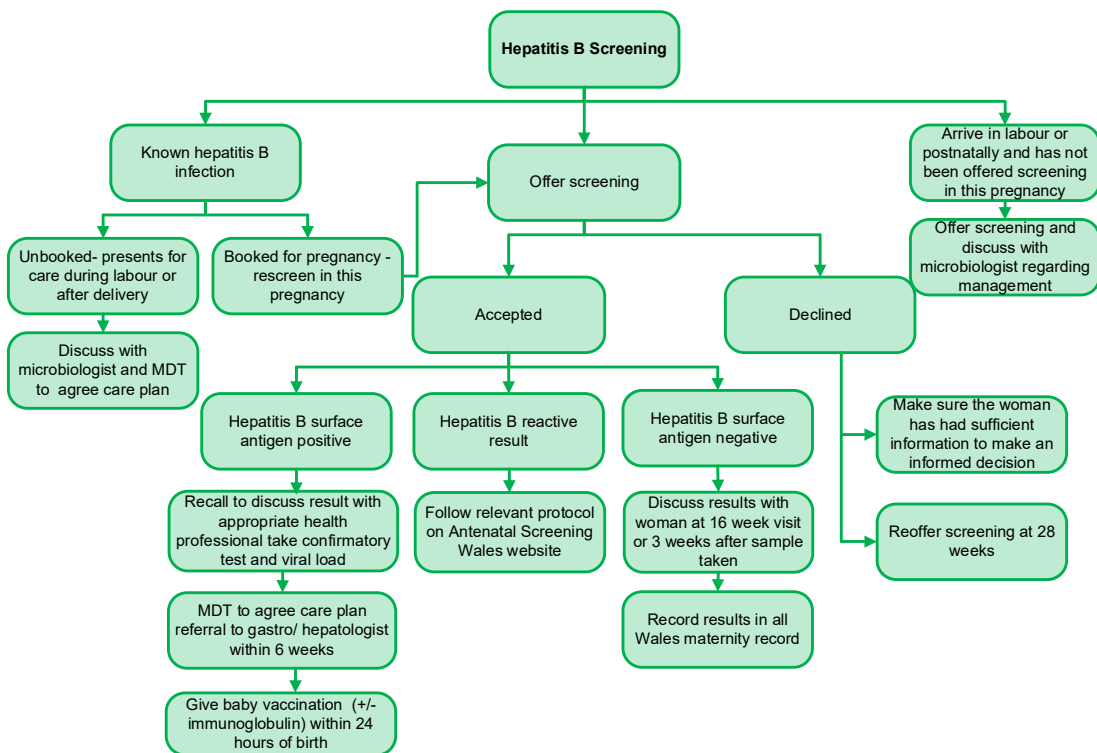 Hepatitis B Screening
Known hepatitis B
infection
Offer screening
Arrive in labour or
postnatally and has not
been offered screening
in this pregnancy
Unbooked- presents for
care during labour or
after delivery
Booked for pregnancy -
rescreen in this
pregnancy
Offer screening and
discuss with
microbiologist regarding
management
Discuss with
microbiologist and MDT
to agree care plan
Accepted
Declined
Hepatitis B surface
antigen positive
Hepatitis B reactive
result
Hepatitis B surface
antigen negative
Make sure the woman
has had sufficient
information to make an
informed decision
Recall to discuss result with
appropriate health
professional take confirmatory
test and viral load
Follow relevant protocol
on Antenatal Screening
Wales website
Discuss results with
woman at 16 week visit
or 3 weeks after sample
taken
Reoffer screening at 28
weeks
MDT to agree care plan
referral to gastro/ hepatologist
within 6 weeks
Record results in all
Wales maternity record
Give baby vaccination (+/-
immunoglobulin) within 24
hours of birth